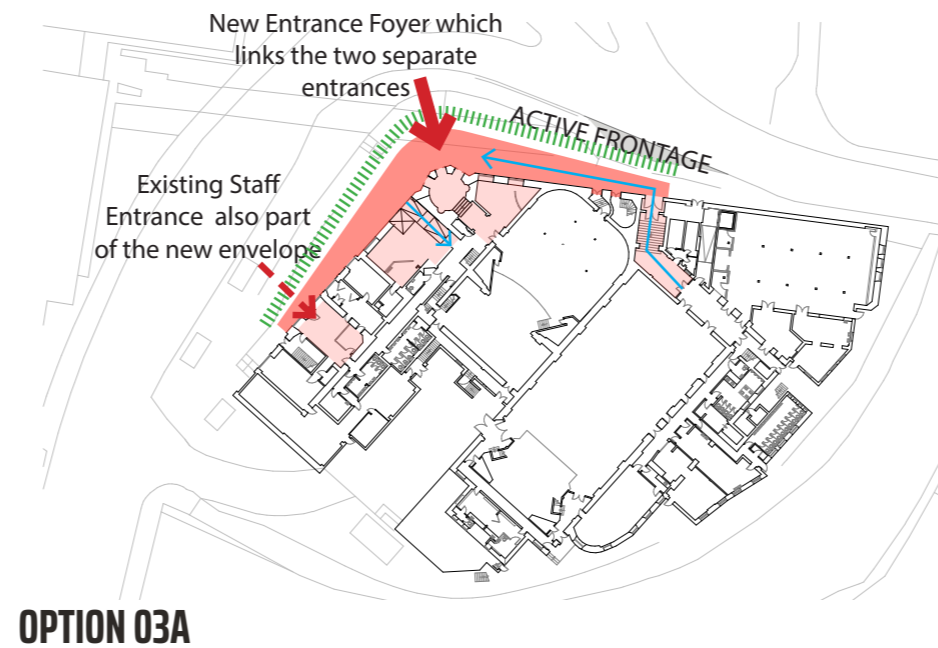 New Entrance Foyer which
links the two separate
entrances
ACTIVE FRONTAGE
Existing Staff
Entrance also part
of the new envelope
OPTION 03A